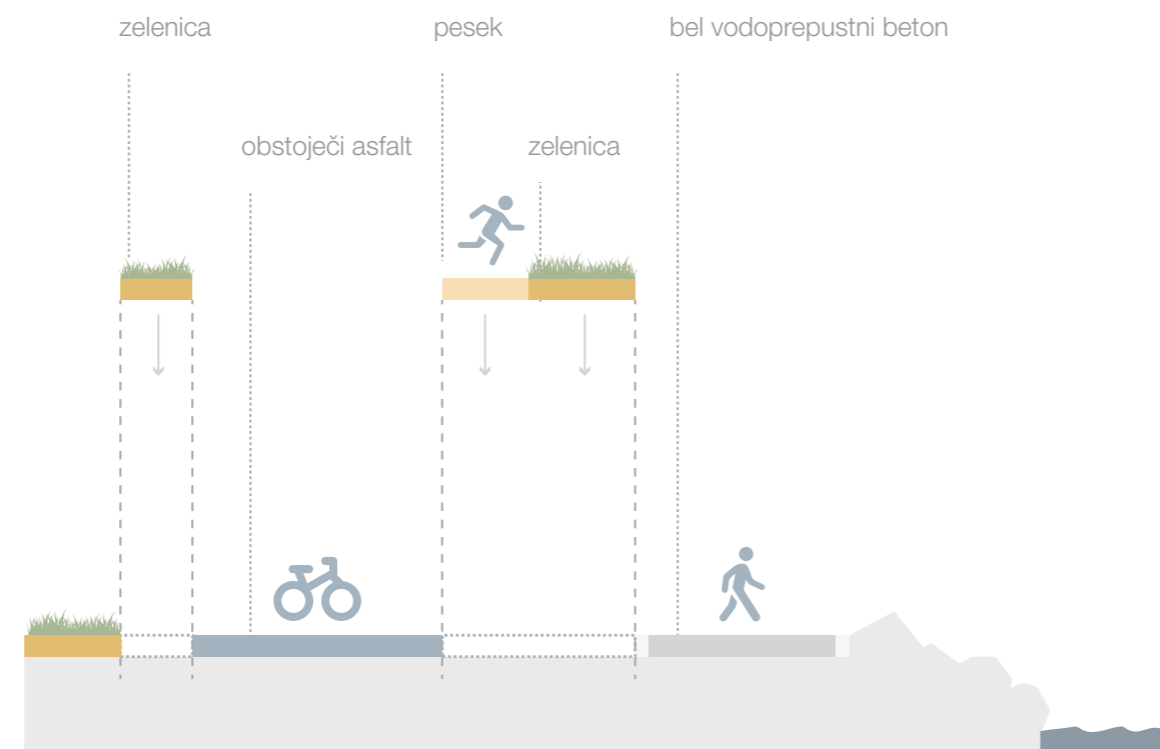 zelenica
pesek
bel vodoprepustni beton
obstoječi asfalt
zelenica